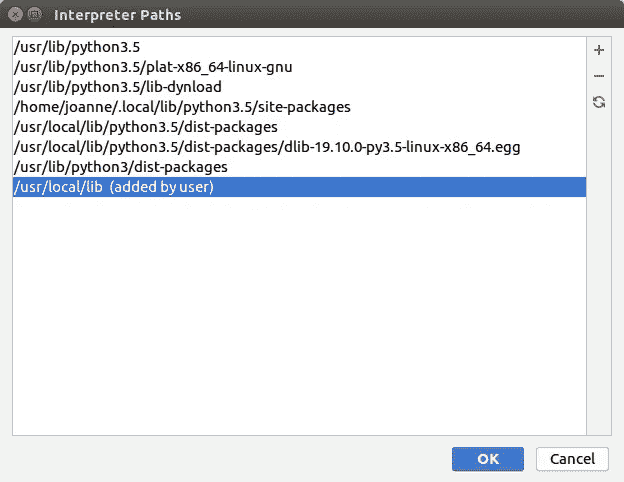 Interpreter Paths
/usr/lib/python3.5
/usr/lib/python3.5/plat-x86_64-linux-gnu
/usr/lib/python3.5/lib-dynload
/home/joanne/.local/lib/python3.5/site-packages
/usr/local/lib/python3.5/dist-packages
/usr/local/lib/python3.5/dist-packages/dlib-19.10.0-py3.5-linux-x86_64.egg
/usr/lib/python3/dist-packages
/usr/local/lib (added by user)
OK Cancel